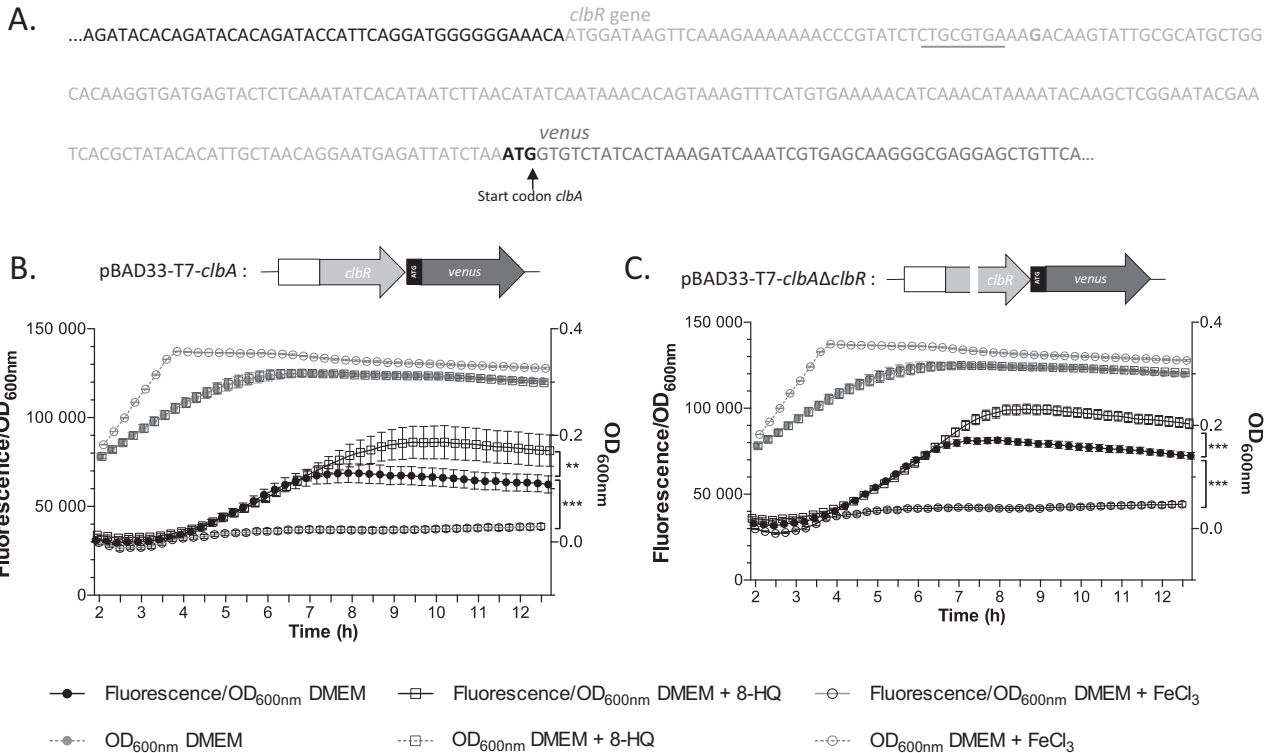 A.
clbR gene
...AGATACACAGATACACAGATACCATTCAGGATGGGGGGAAACAATGGATAAGTTCAAAGAAAAAAACCCGTATCTCTGCGTGAAAGACAAGTATTGCGCATGCTGG
CACAAGGTGATGAGTACTCTCAAATATCACATAATCTTAACATATCAATAAACACAGTAAAGTTTCATGTGAAAAACATCAAACATAAAATACAAGCTCGGAATACGAA
venus
TCACGCTATACACATTGCTAACAGGAATGAGATTATCTAAATGGTGTCTATCACTAAAGATCAAATCGTGAGCAAGGGCGAGGAGCTGTTCA...
Start codon clbA
B.
pBAD33-T7-clbA :
clbR
ATG
venus
150 000
100 000
50 000
0
Fluorescence/OD600nm
0.4
0.2
0.0
OD600nm
**
***
2 3 4 5 6 7 8 9 10 11 12
Time (h)
C.
pBAD33-T7-clbAΔclbR :
clbR
ATG
venus
150 000
100 000
50 000
0
Fluorescence/OD600nm
0.4
0.2
0.0
OD600nm
***
***
2 3 4 5 6 7 8 9 10 11 12
Time (h)
Fluorescence/OD600nm DMEM
Fluorescence/OD600nm DMEM + 8-HQ
Fluorescence/OD600nm DMEM + FeCl3
OD600nm DMEM
OD600nm DMEM + 8-HQ
OD600nm DMEM + FeCl3